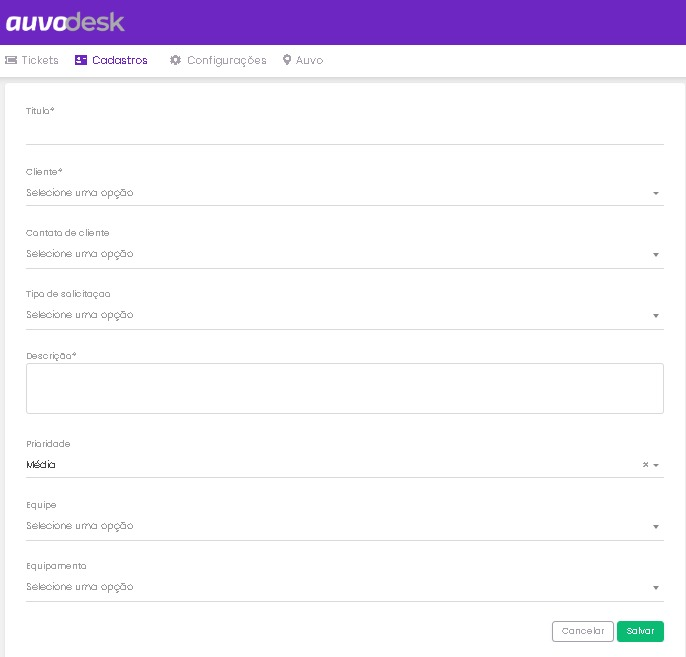 auvodesk
Tickets Cadastros Configurações Auvo
Título*
Cliente*
Selecione uma opção
Contato de cliente
Selecione uma opção
Tipo de solicitação
Selecione uma opção
Descrição*
Prioridade
Média ×
Equipe
Selecione uma opção
Equipamento
Selecione uma opção
Cancelar Salvar